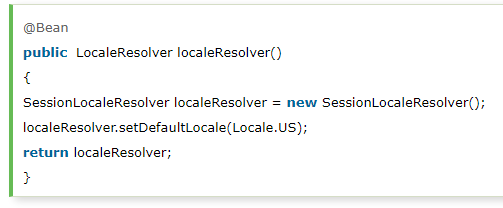 @Bean
public LocaleResolver localeResolver()
{
SessionLocaleResolver localeResolver = new SessionLocaleResolver();
localeResolver.setDefaultLocale(Locale.US);
return localeResolver;
}